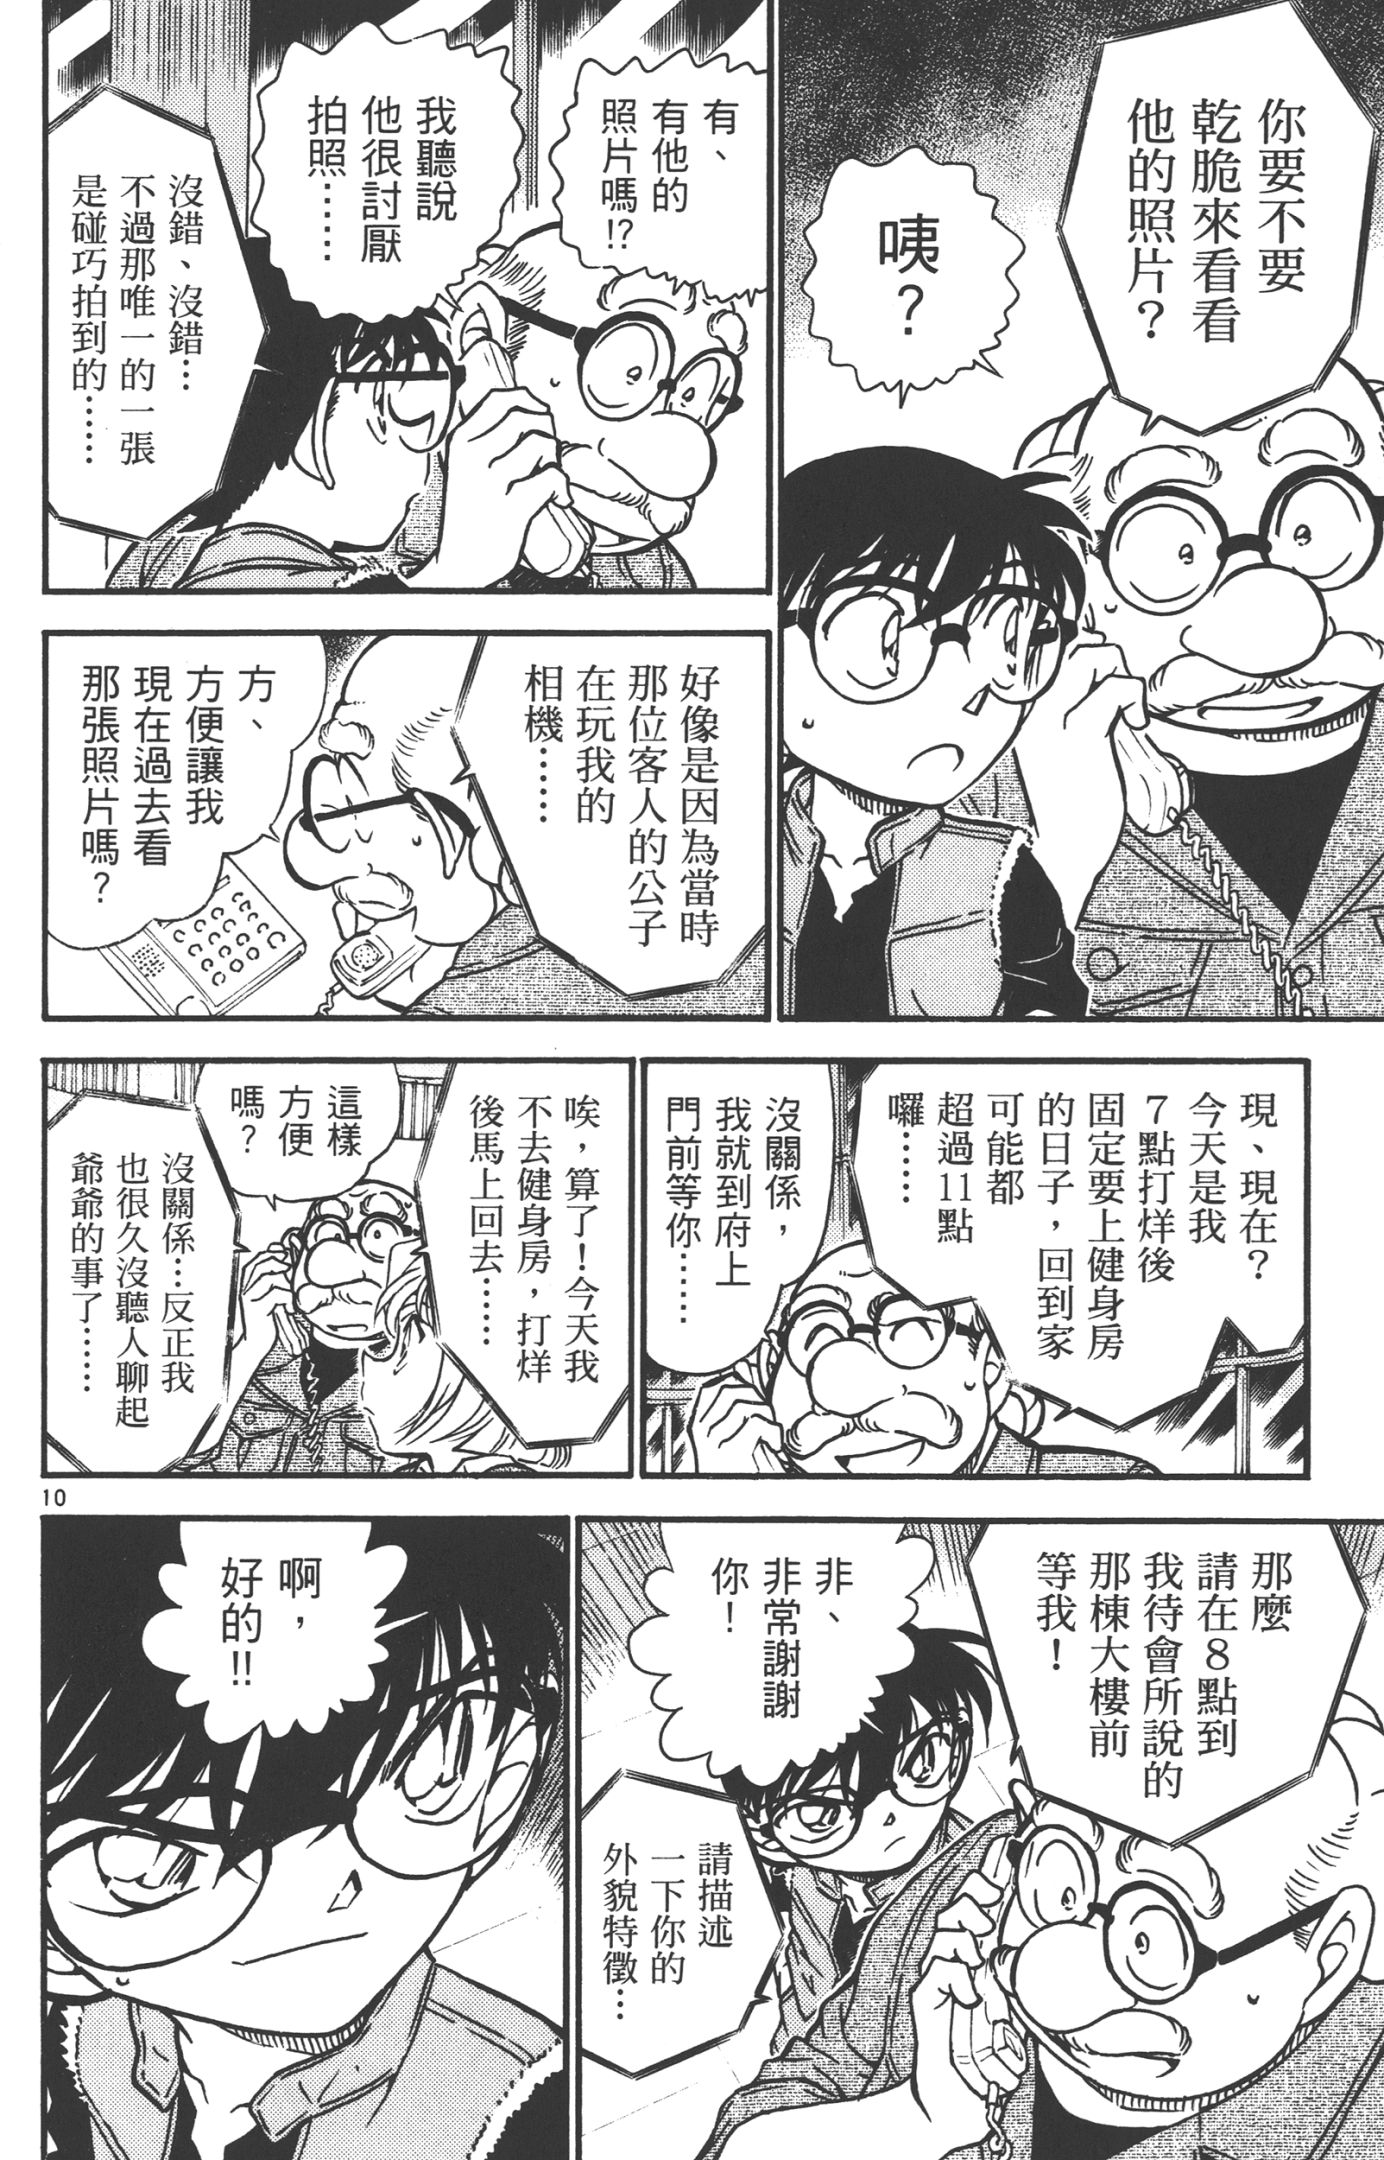 你要不要
乾脆來看看
他的照片？
咦？
有、
有他的
照片嗎!?
我聽說
他很討厭
拍照……
沒錯、沒錯…
不過那唯一的一張
是碰巧拍到的……
好像是因為當時
那位客人的公子
在玩我的
相機……
方、
方便讓我
現在過去看
那張照片嗎？
現、現在？
今天是我
7點打烊後
固定要上健身房
的日子，回到家
可能都
超過11點
囉……
沒關係，
我就到府上
門前等你……
唉，算了！今天我
不去健身房，打烊
後馬上回去……
這樣
方便
嗎？
沒關係…反正我
也很久沒聽人聊起
爺爺的事了……
10
那麼
請在8點到
我待會所說的
那棟大樓前
等我！
非、
非常謝謝
你！
請描述
一下你的
外貌特徵…
啊，
好的!!